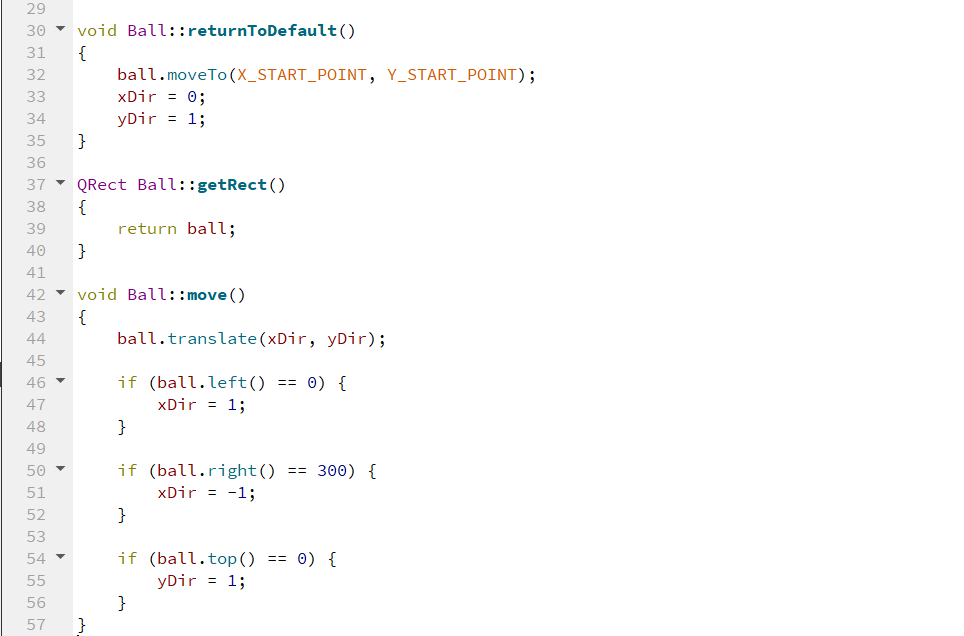 29
30 void Ball::returnToDefault()
31 {
32     ball.moveTo(X_START_POINT, Y_START_POINT);
33     xDir = 0;
34     yDir = 1;
35 }
36
37 QRect Ball::getRect()
38 {
39     return ball;
40 }
41
42 void Ball::move()
43 {
44     ball.translate(xDir, yDir);
45
46     if (ball.left() == 0) {
47         xDir = 1;
48     }
49
50     if (ball.right() == 300) {
51         xDir = -1;
52     }
53
54     if (ball.top() == 0) {
55         yDir = 1;
56     }
57 }